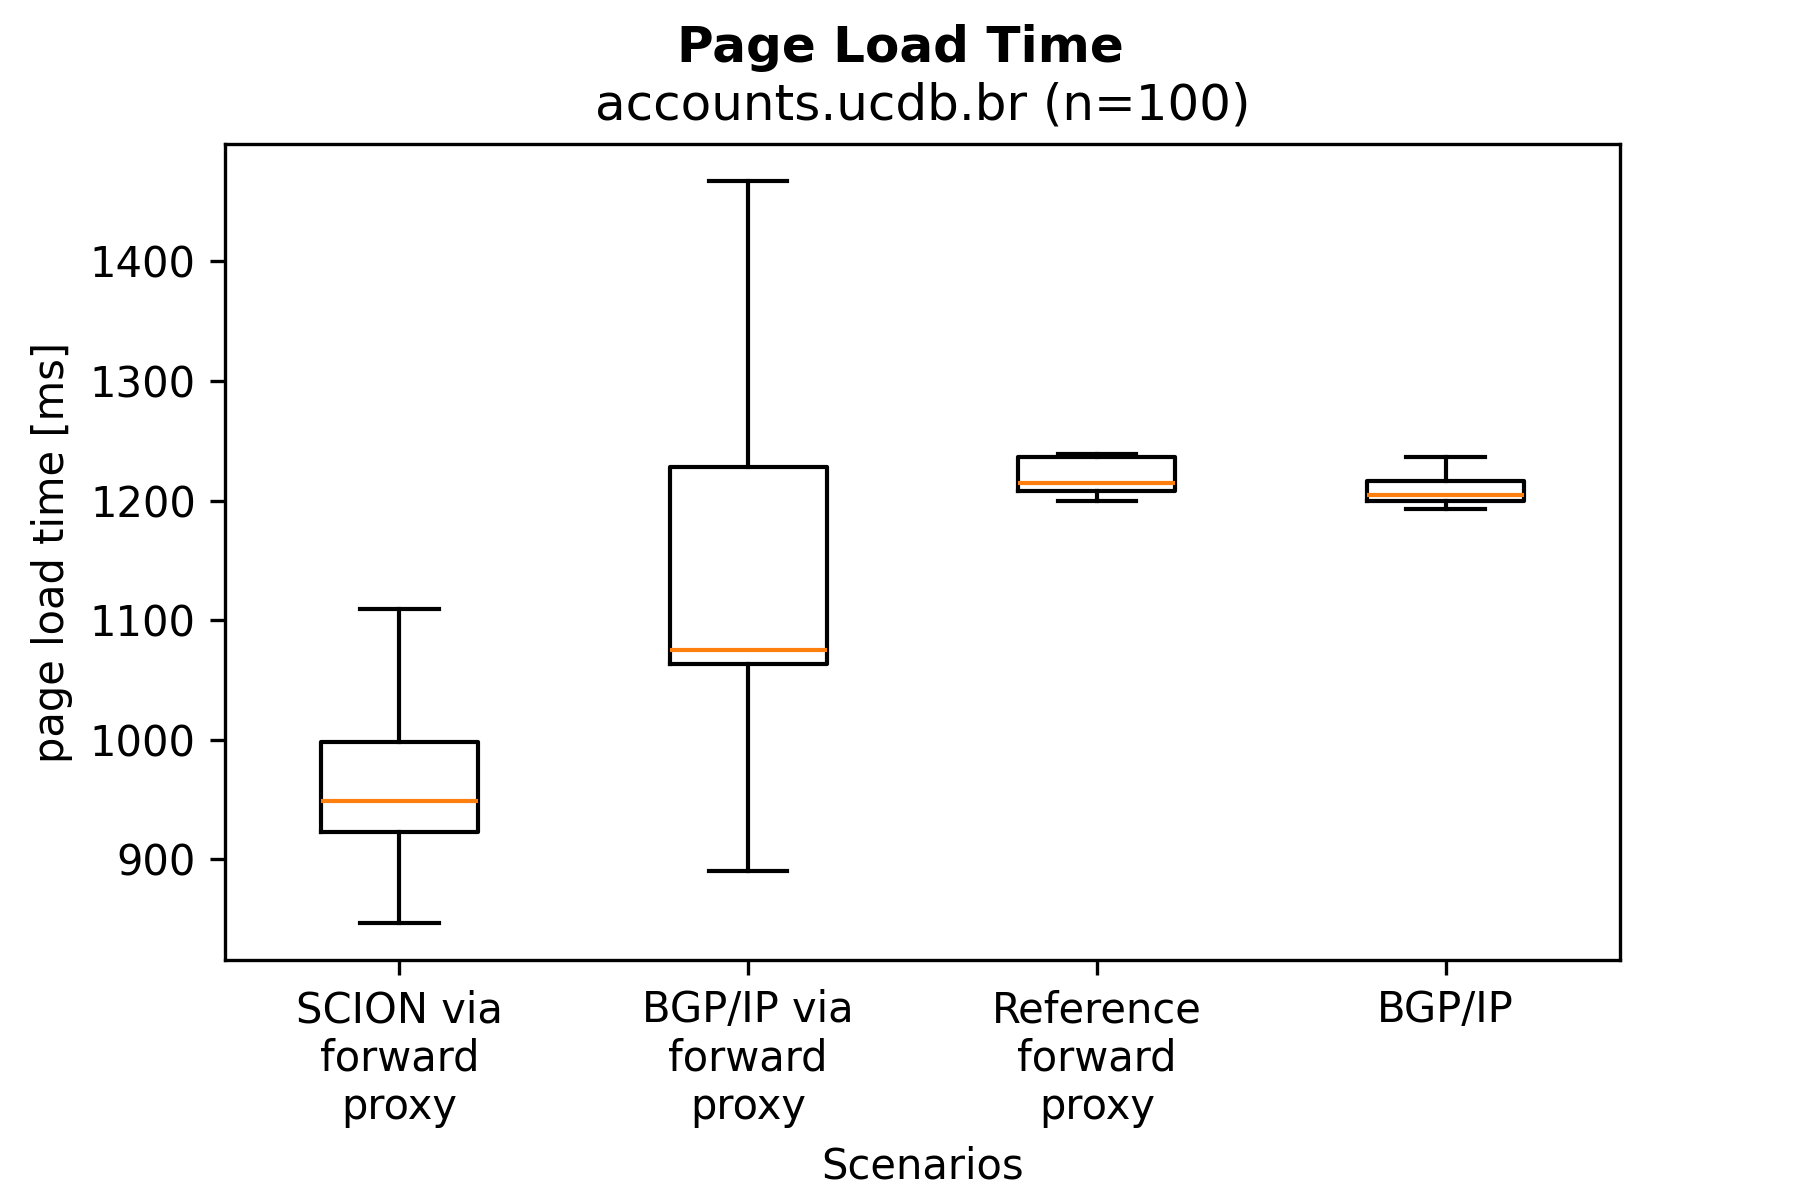 Page Load Time
accounts.ucdb.br (n=100)
page load time [ms]
1400
1300
1200
1100
1000
900
SCION via
forward
proxy
BGP/IP via
forward
proxy
Reference
forward
proxy
BGP/IP
Scenarios